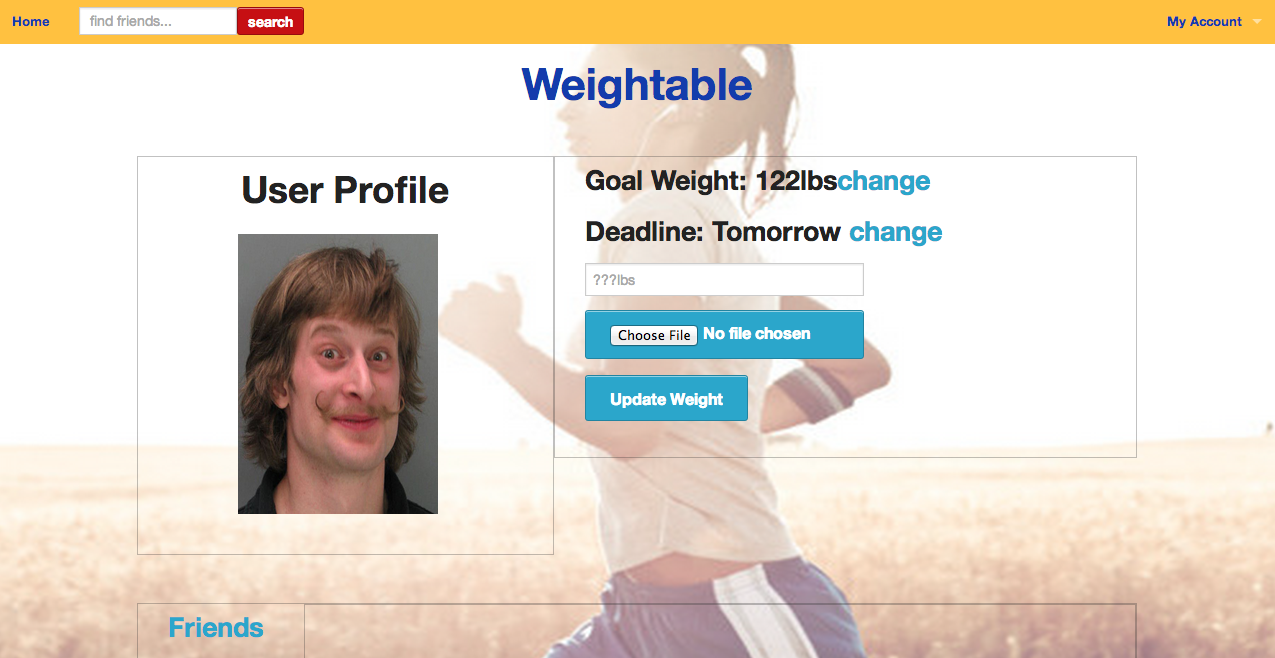 Home find friends... search My Account
Weightable
User Profile
Goal Weight: 122lbschange
Deadline: Tomorrow change
???lbs
Choose File No file chosen
Update Weight
Friends